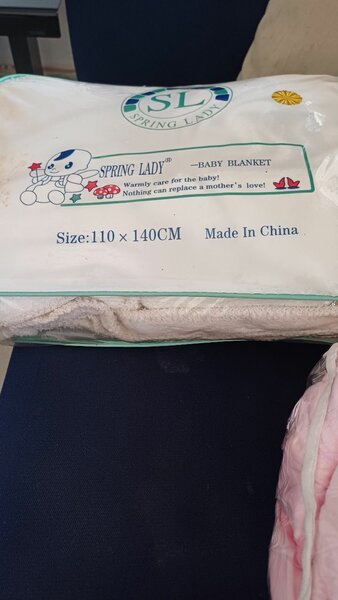 SL
SPRING LADY
SPRING LADY® —BABY BLANKET
Warmly care for the baby!
Nothing can replace a mother's love!
Size:110 × 140CM Made In China